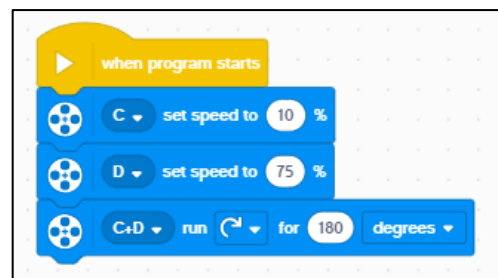 when program starts
C set speed to 10 %
D set speed to 75 %
C+D run for 180 degrees